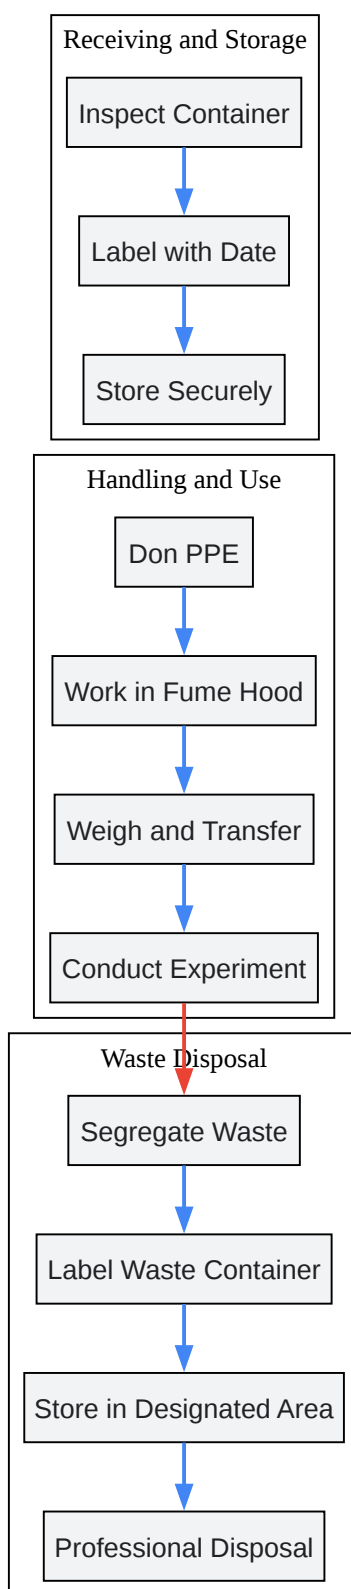 Receiving and Storage
Inspect Container
Label with Date
Store Securely
Handling and Use
Don PPE
Work in Fume Hood
Weigh and Transfer
Conduct Experiment
Waste Disposal
Segregate Waste
Label Waste Container
Store in Designated Area
Professional Disposal